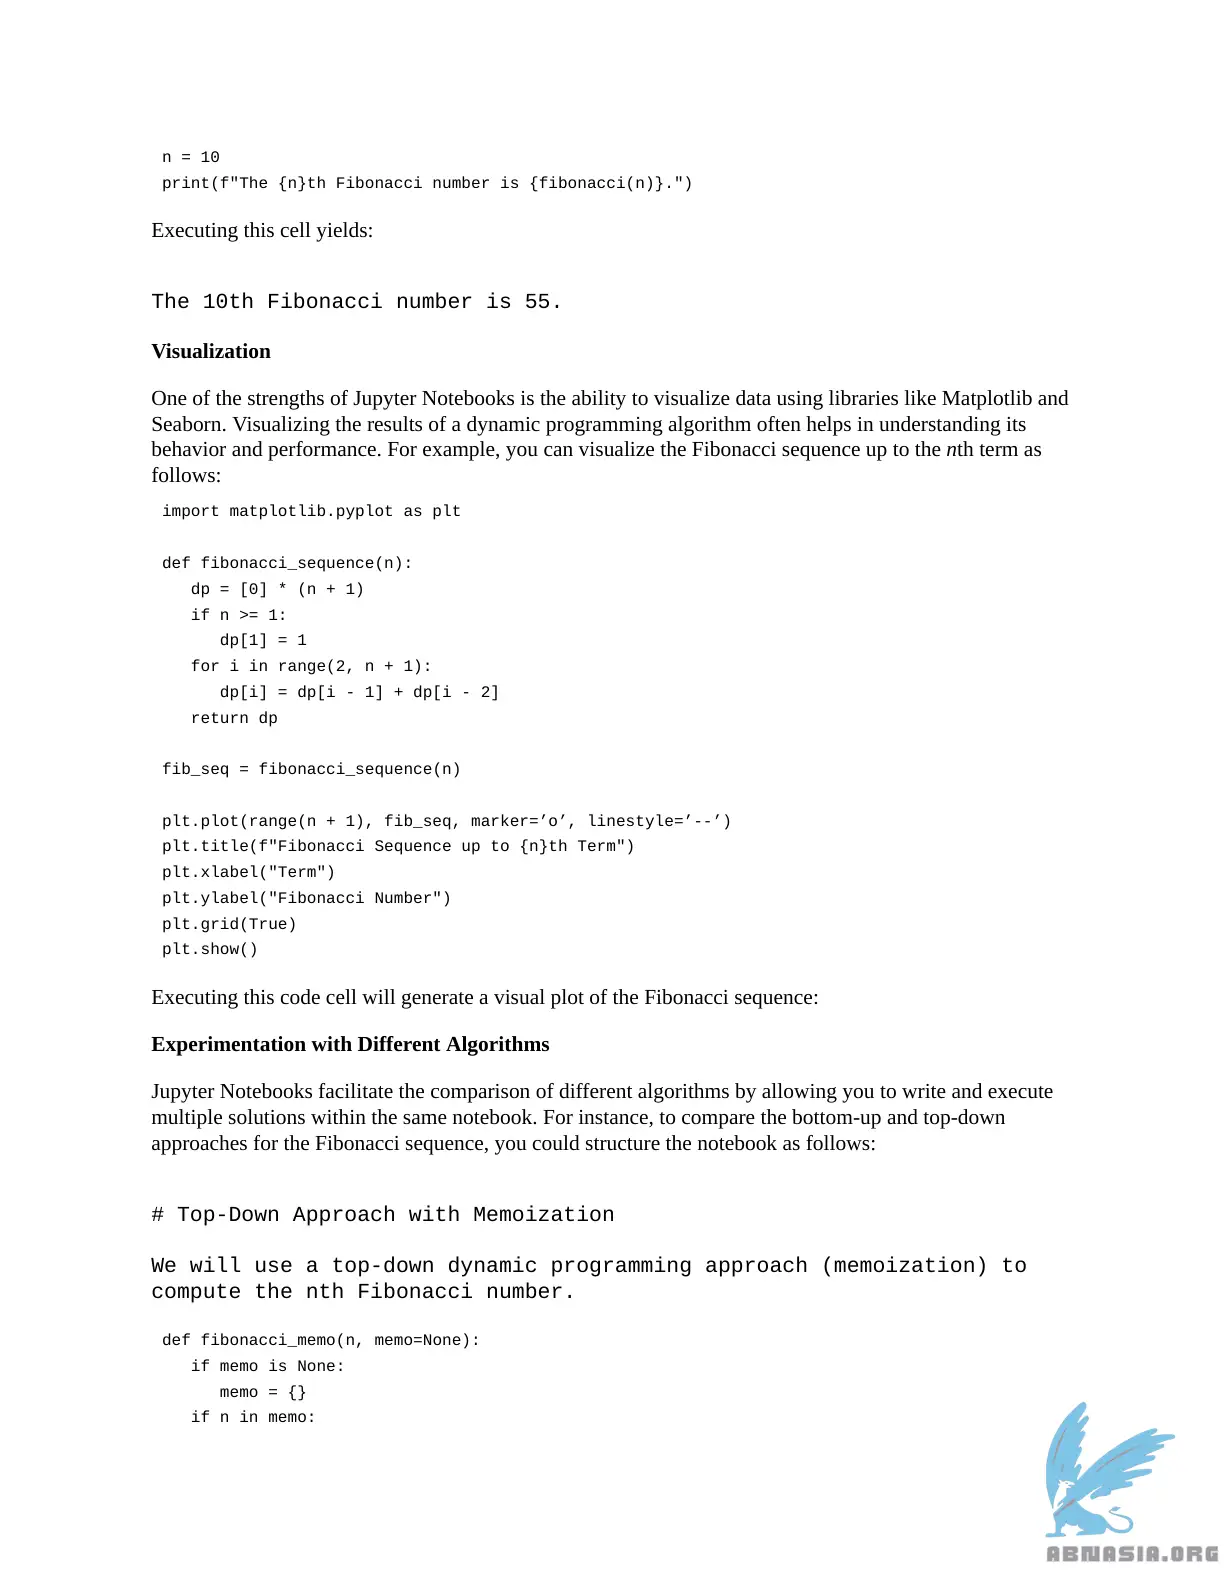 n = 10
print(f"The {n}th Fibonacci number is {fibonacci(n)}.")
Executing this cell yields:
The 10th Fibonacci number is 55.
Visualization
One of the strengths of Jupyter Notebooks is the ability to visualize data using libraries like Matplotlib and
Seaborn. Visualizing the results of a dynamic programming algorithm often helps in understanding its
behavior and performance. For example, you can visualize the Fibonacci sequence up to the nth term as
follows:
import matplotlib.pyplot as plt
def fibonacci_sequence(n):
   dp = [0] * (n + 1)
   if n >= 1:
      dp[1] = 1
   for i in range(2, n + 1):
      dp[i] = dp[i - 1] + dp[i - 2]
   return dp
fib_seq = fibonacci_sequence(n)
plt.plot(range(n + 1), fib_seq, marker=’o’, linestyle=’--’)
plt.title(f"Fibonacci Sequence up to {n}th Term")
plt.xlabel("Term")
plt.ylabel("Fibonacci Number")
plt.grid(True)
plt.show()
Executing this code cell will generate a visual plot of the Fibonacci sequence:
Experimentation with Different Algorithms
Jupyter Notebooks facilitate the comparison of different algorithms by allowing you to write and execute
multiple solutions within the same notebook. For instance, to compare the bottom-up and top-down
approaches for the Fibonacci sequence, you could structure the notebook as follows:
# Top-Down Approach with Memoization
We will use a top-down dynamic programming approach (memoization) to
compute the nth Fibonacci number.
def fibonacci_memo(n, memo=None):
   if memo is None:
      memo = {}
   if n in memo:
ABNASIA.ORG